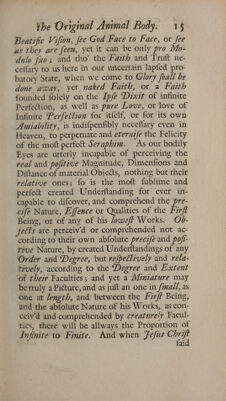 The Original Animal Body. 15
Beatific Vision, see God Face to Face, or see
as they are seen, yet it can be only pro Mo-
dulo suo; and tho' the Faith and Trust ne-
cessary to us here in our uncertain lapsed pro-
batory State, when we come to Glory shall be
done away, yet naked Faith, or a Faith
founded solely on the Ipse Dixit of infinite
Perfection, as well as pure Love, or love of
Infinite Perfection for itself, or for its own
Amiability, is indispensibly necessary even in
Heaven, to perpetuate and eternise the Felicity
of the most perfect Seraphim. As our bodily
Eyes are utterly incapable of perceiving the
real and positive Magnitude, Dimensions and
Distance of material Objects, nothing but their
relative ones; so is the most sublime and
perfect created Understanding for ever in-
capable to discover, and comprehend the pre-
cise Nature, Essence or Qualities of the First
Being, or of any of his lowest Works. Ob-
jects are perceiv'd or comprehended not ac-
cording to their own absolute precise and posi-
tive Nature, by created Understandings of any
Order and Degree, but respectively and rela-
tively, according to the Degree and Extent
of their Faculties; and yet a Miniature may
be truly a Picture, and as just an one in small, as
one at length, and between the First Being,
and the absolute Nature of his Works, as con-
ceiv'd and comprehended by creaturely Facul-
ties, there will be allways the Proportion of
Infinite to Finite. And when Jesus Christ
said